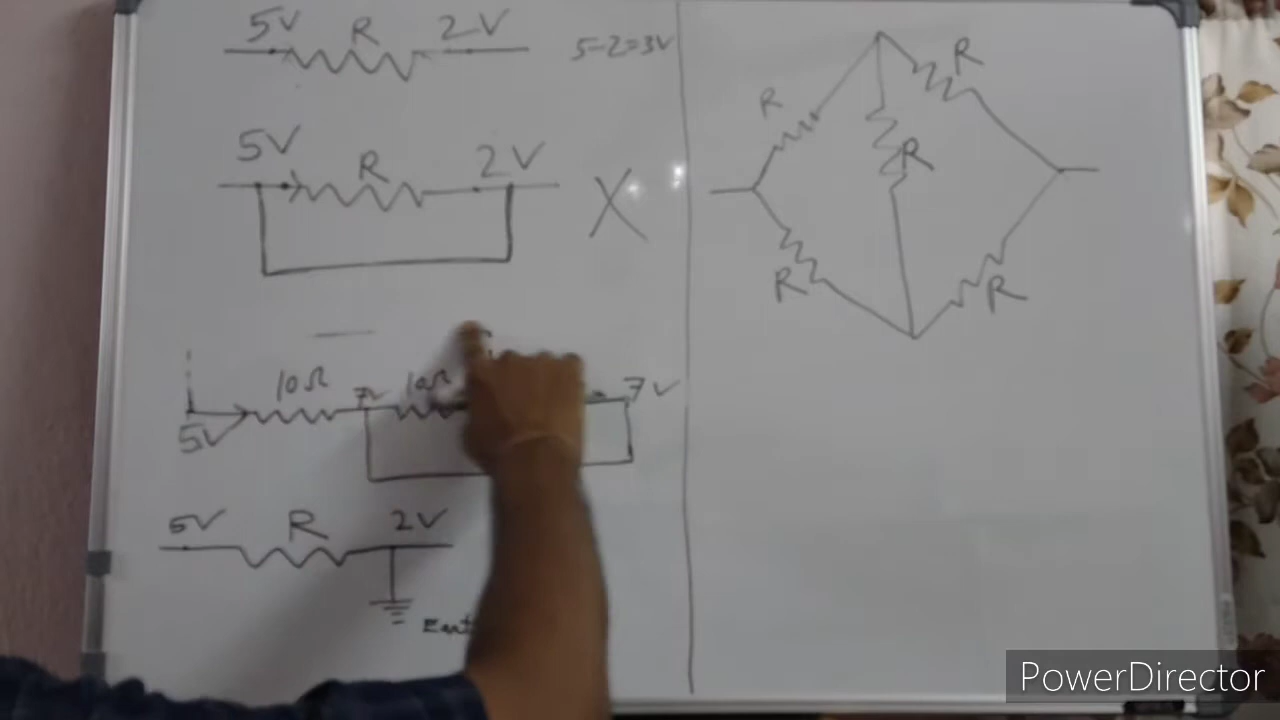 5V R 2V 5-2=3V
5V R 2V X
10Ω 7V 10Ω 7V
5V
5V R 2V
R R
R
R R
PowerDirector